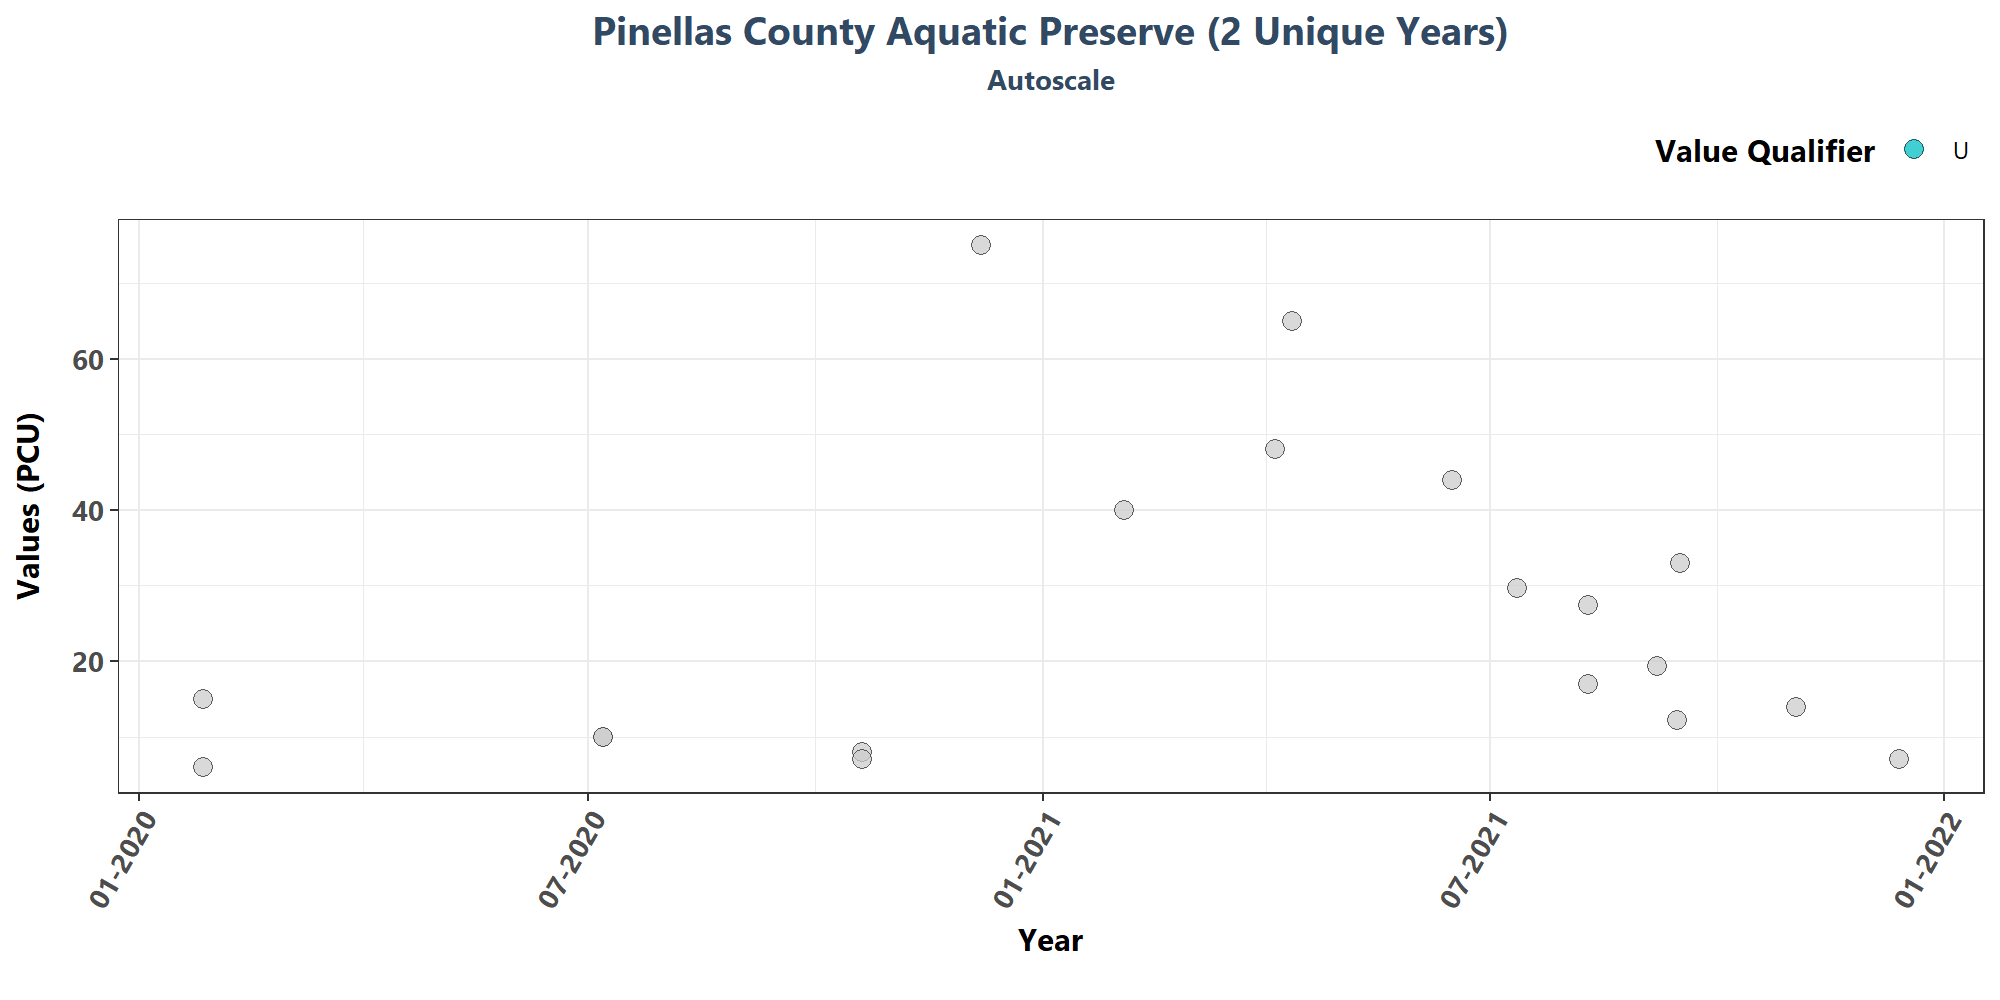 Pinellas County Aquatic Preserve (2 Unique Years)
Autoscale
Value Qualifier U
Values (PCU)
60
40
20
01-2020 07-2020 01-2021 07-2021 01-2022
Year